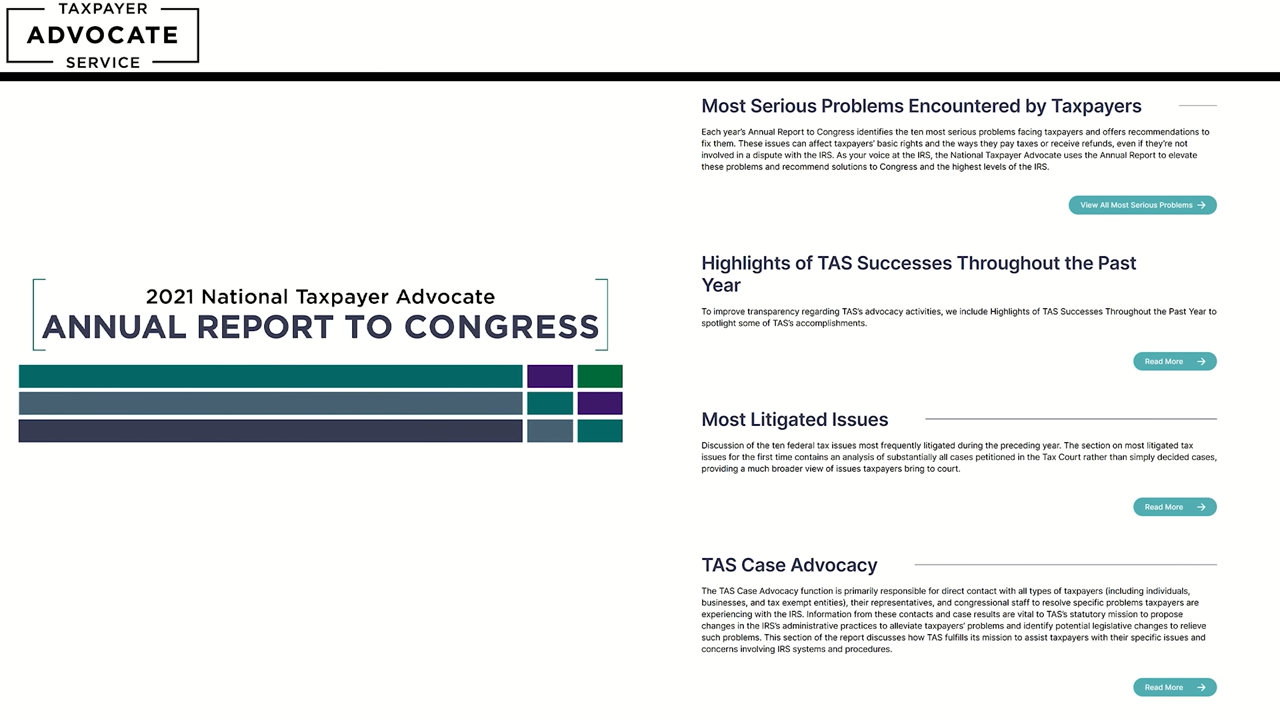 TAXPAYER
ADVOCATE
SERVICE
2021 National Taxpayer Advocate
ANNUAL REPORT TO CONGRESS
Most Serious Problems Encountered by Taxpayers
Each year's Annual Report to Congress identifies the ten most serious problems facing taxpayers and offers recommendations to
fix them. These issues can affect taxpayers' basic rights and the ways they pay taxes or receive refunds, even if they're not
involved in a dispute with the IRS. As your voice at the IRS, the National Taxpayer Advocate uses the Annual Report to elevate
these problems and recommend solutions to Congress and the highest levels of the IRS.
View All Most Serious Problems →
Highlights of TAS Successes Throughout the Past
Year
To improve transparency regarding TAS's advocacy activities, we include Highlights of TAS Successes Throughout the Past Year to
spotlight some of TAS's accomplishments.
Read More →
Most Litigated Issues
Discussion of the ten federal tax issues most frequently litigated during the preceding year. The section on most litigated tax
issues for the first time contains an analysis of substantially all cases petitioned in the Tax Court rather than simply decided cases,
providing a much broader view of issues taxpayers bring to court.
Read More →
TAS Case Advocacy
The TAS Case Advocacy function is primarily responsible for direct contact with all types of taxpayers (including individuals,
businesses, and tax exempt entities), their representatives, and congressional staff to resolve specific problems taxpayers are
experiencing with the IRS. Information from these contacts and case results are vital to TAS's statutory mission to propose
changes in the IRS's administrative practices to alleviate taxpayers' problems and identify potential legislative changes to relieve
such problems. This section of the report discusses how TAS fulfills its mission to assist taxpayers with their specific issues and
concerns involving IRS systems and procedures.
Read More →